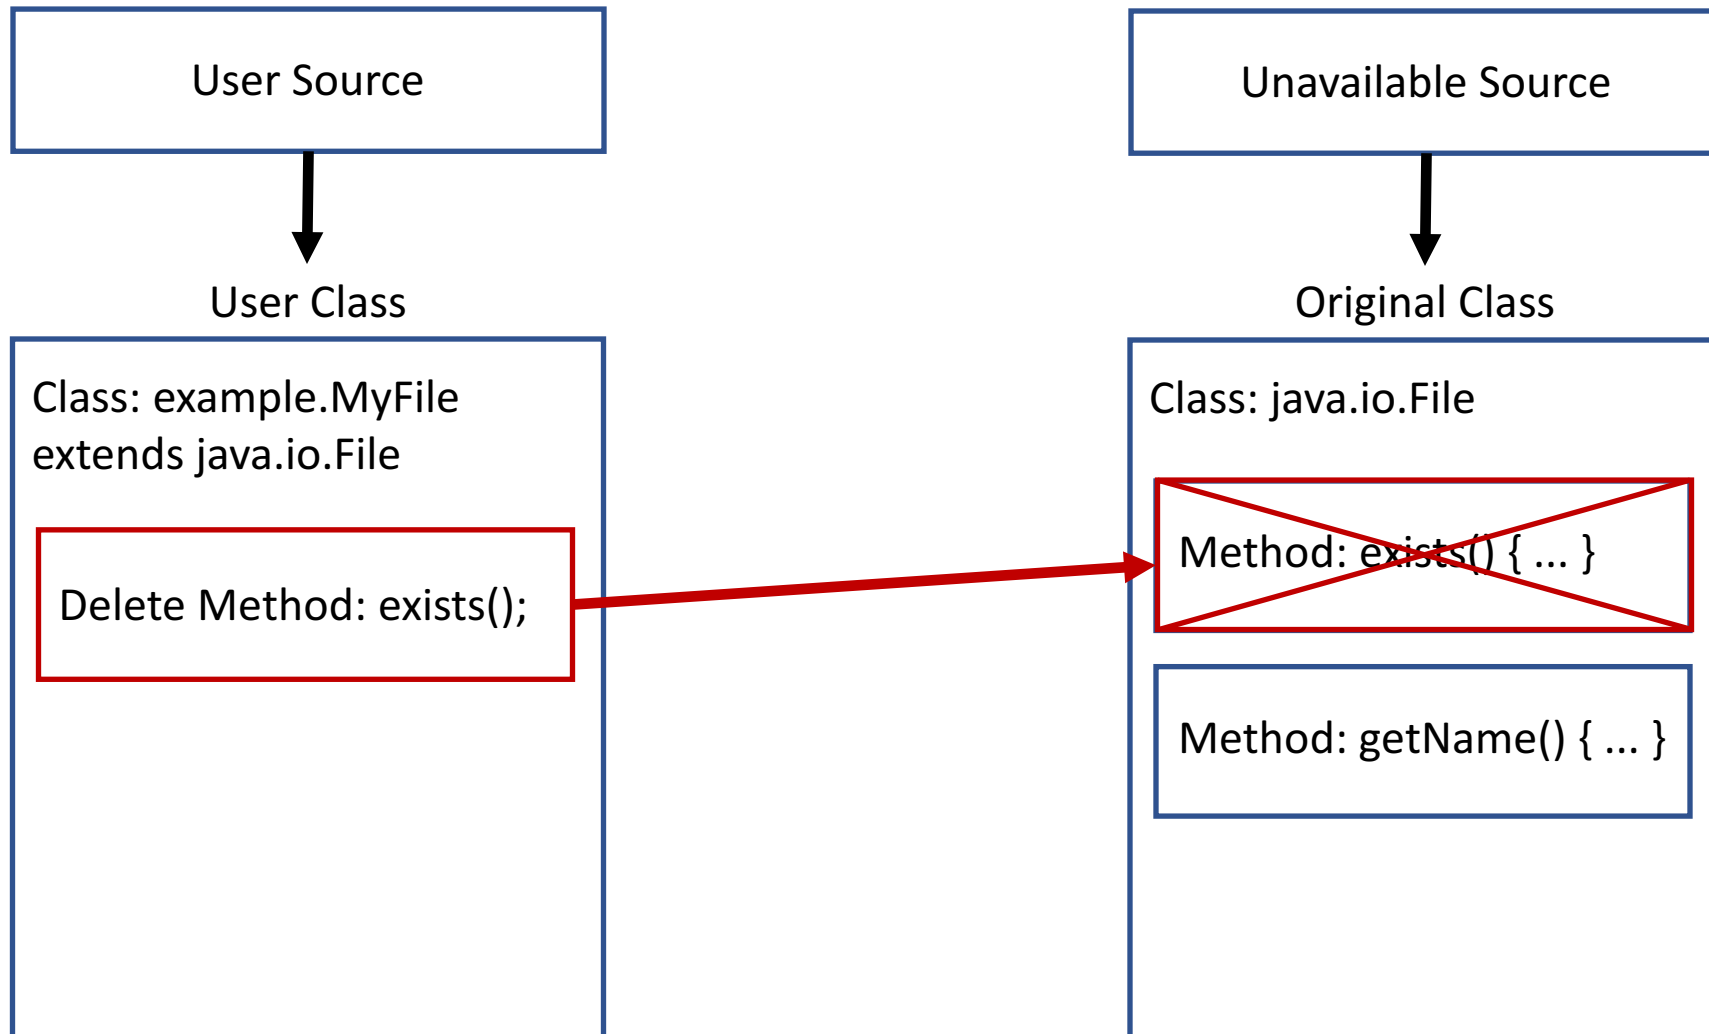 User Source
Unavailable Source
User Class
Original Class
Class: example.MyFile
extends java.io.File
Delete Method: exists();
Class: java.io.File
Method: exists() { ... }
Method: getName() { ... }